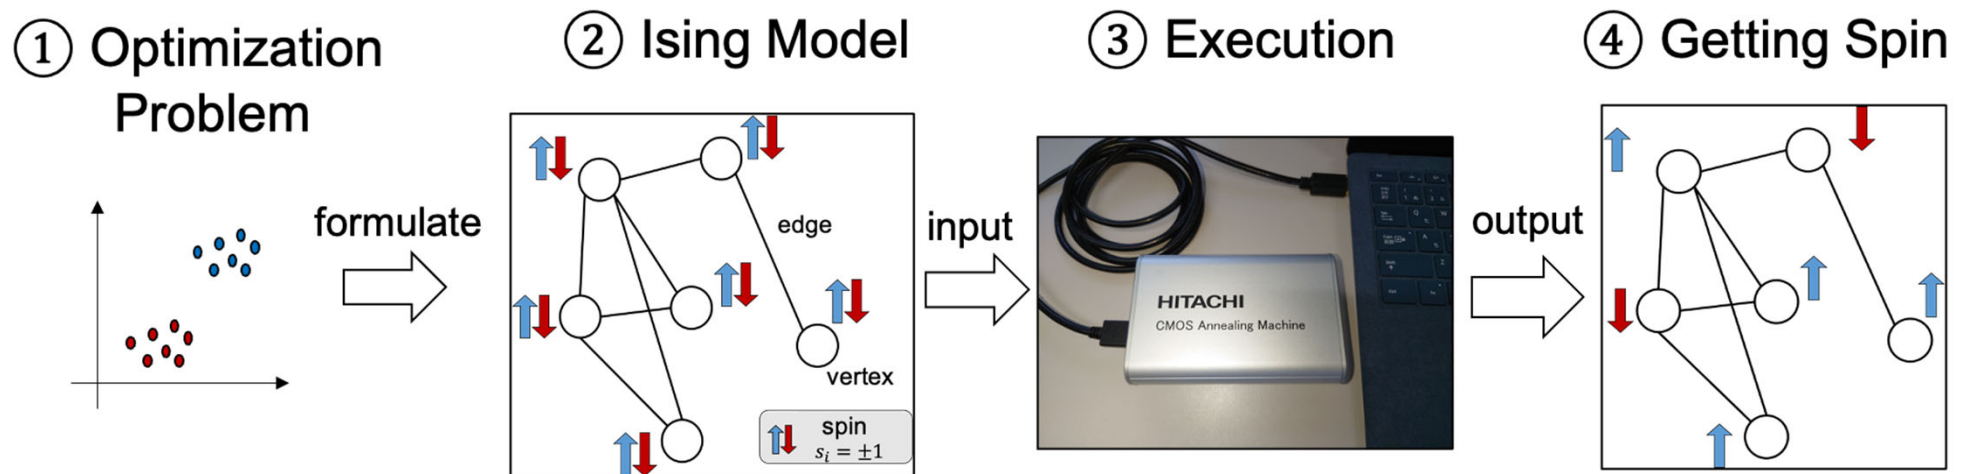 ① Optimization
Problem
formulate
② Ising Model
edge
vertex
spin
s_i = ±1
input
③ Execution
HITACHI
CMOS Annealing Machine
output
④ Getting Spin